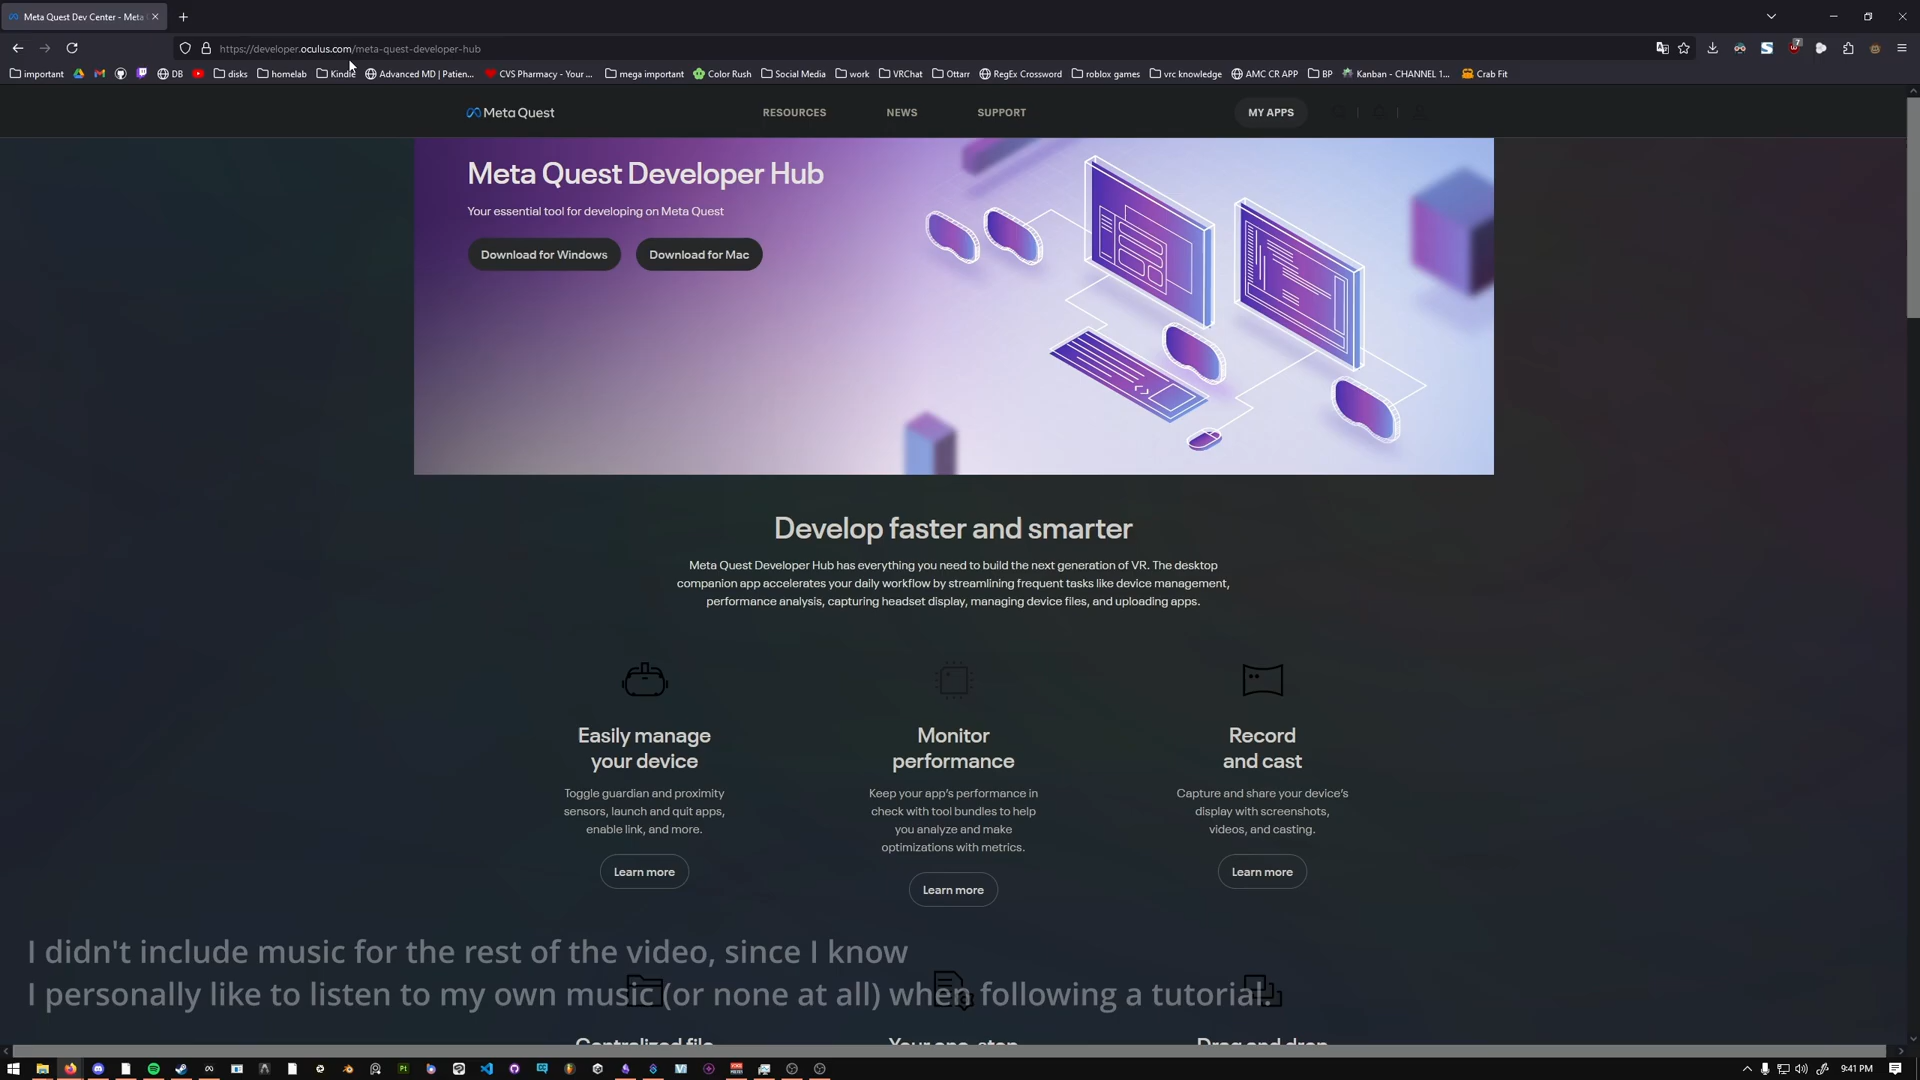 Meta Quest Dev Center - Meta
https://developer.oculus.com/meta-quest-developer-hub
7
important
DB
disks
homelab
Kindle
Advanced MD | Patien...
CVS Pharmacy - Your ...
mega important
Color Rush
Social Media
work
VRChat
Ottarr
RegEx Crossword
roblox games
vrc knowledge
AMC CR APP
BP
Kanban - CHANNEL 1...
Crab Fit
Meta Quest
RESOURCES
NEWS
SUPPORT
MY APPS
Meta Quest Developer Hub
Your essential tool for developing on Meta Quest
Download for Windows
Download for Mac
Develop faster and smarter
Meta Quest Developer Hub has everything you need to build the next generation of VR. The desktop
companion app accelerates your daily workflow by streamlining frequent tasks like device management,
performance analysis, capturing headset display, managing device files, and uploading apps.
Easily manage
your device
Toggle guardian and proximity
sensors, launch and quit apps,
enable link, and more.
Learn more
Monitor
performance
Keep your app's performance in
check with tool bundles to help
you analyze and make
optimizations with metrics.
Learn more
Record
and cast
Capture and share your device's
display with screenshots,
videos, and casting.
Learn more
I didn't include music for the rest of the video, since I know
I personally like to listen to my own music (or none at all) when following a tutorial.
Centralized file
Your one-stop
Drag and drop
9:41 PM